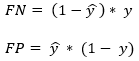 FN = (1 − ŷ) * y
FP = ŷ * (1 − y)